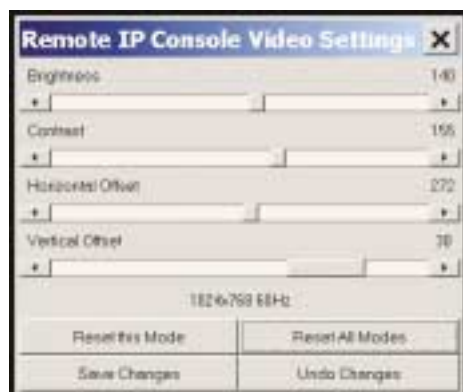 Remote IP Console Video Settings
Brightness 140
Contrast 155
Horizontal Offset 272
Vertical Offset 30
1024x768 60Hz
Reset this Mode Reset All Modes
Save Changes Undo Changes